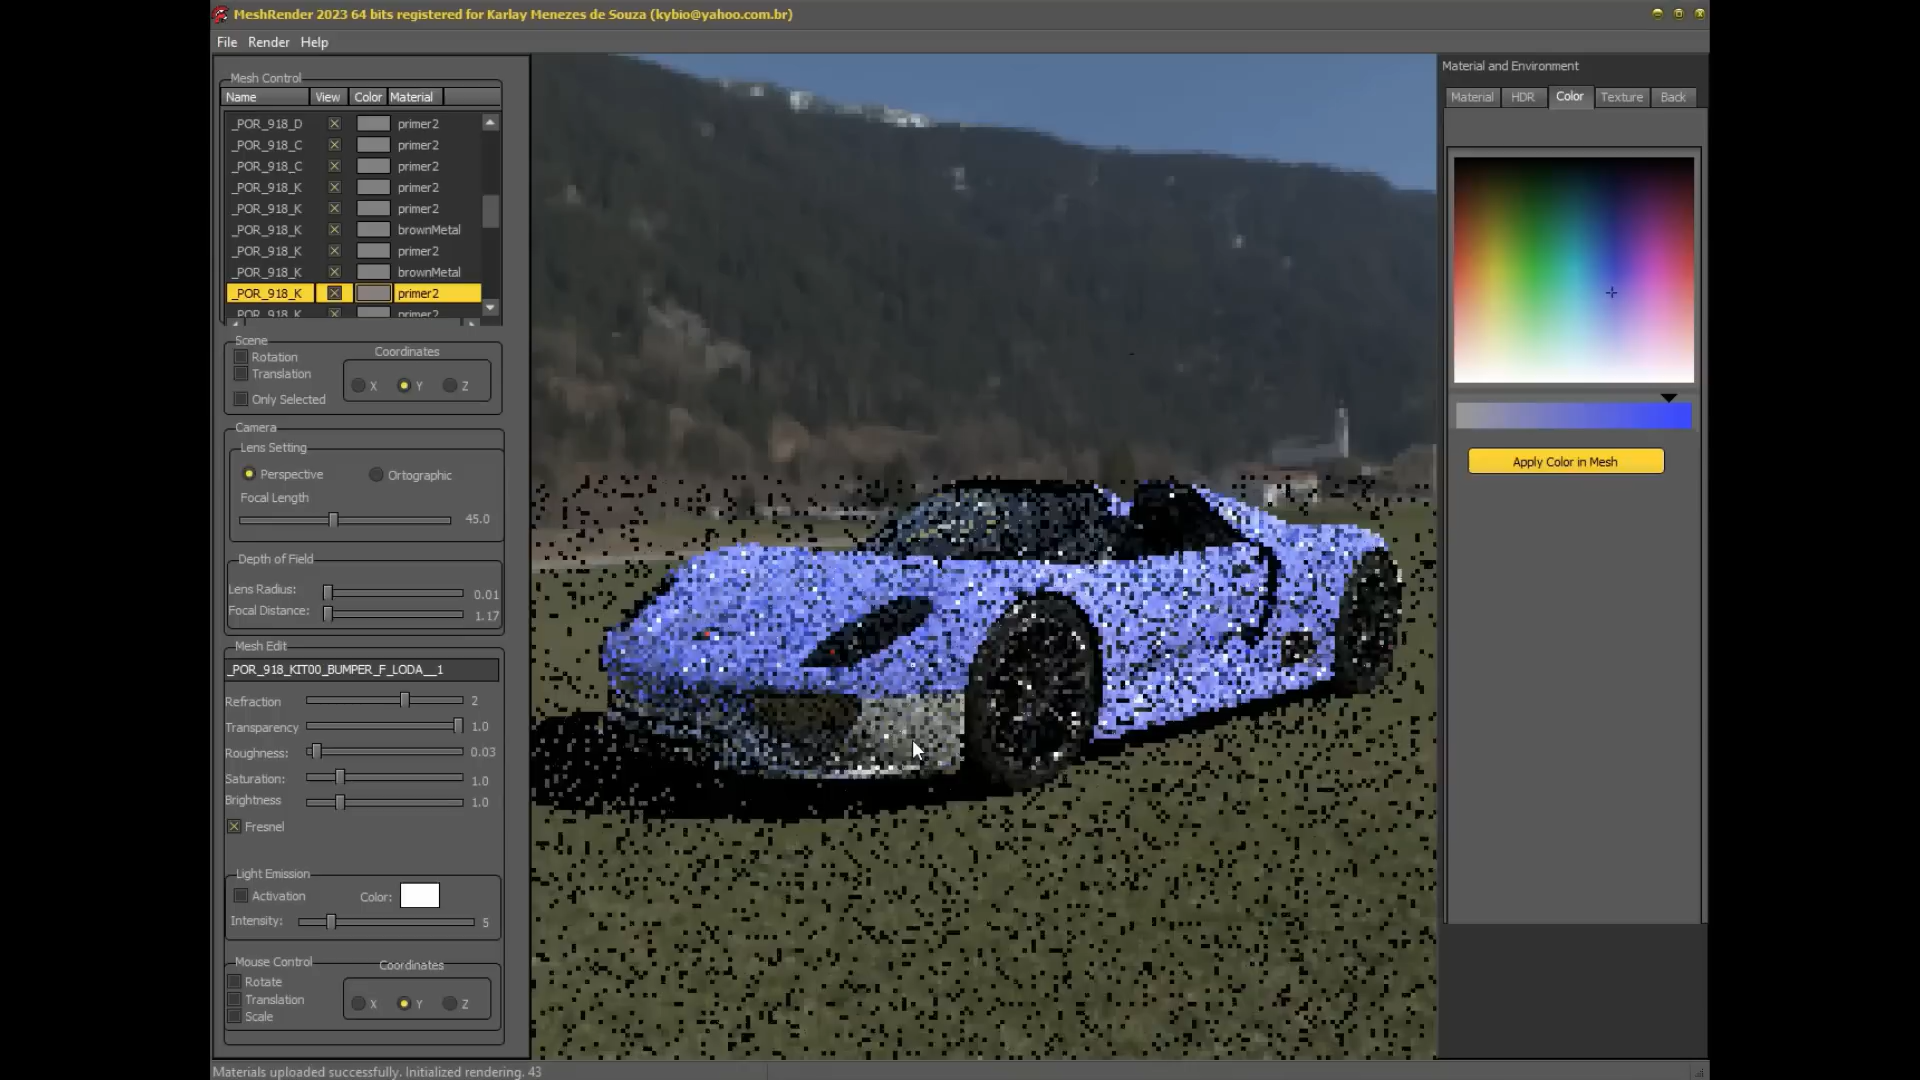 MeshRender 2023 64 bits registered for Karlay Menezes de Souza (kybio@yahoo.com.br)
File Render Help
Mesh Control
Name View Color Material
_POR_918_D primer2
_POR_918_C primer2
_POR_918_C primer2
_POR_918_K primer2
_POR_918_K primer2
_POR_918_K brownMetal
_POR_918_K primer2
_POR_918_K brownMetal
_POR_918_K primer2
_POR_918_K primer2
Scene
Rotation
Translation
Only Selected
Coordinates
X Y Z
Camera
Lens Setting
Perspective Ortographic
Focal Length
45.0
Depth of Field
Lens Radius: 0.01
Focal Distance: 1.17
Mesh Edit
_POR_918_KIT00_BUMPER_F_LODA__1
Refraction 2
Transparency 1.0
Roughness: 0.03
Saturation: 1.0
Brightness 1.0
Fresnel
Light Emission
Activation Color:
Intensity: 5
Mouse Control
Rotate
Translation
Scale
Coordinates
X Y Z
Material and Environment
Material HDR Color Texture Back
Apply Color in Mesh
Materials uploaded successfully. Initialized rendering. 43